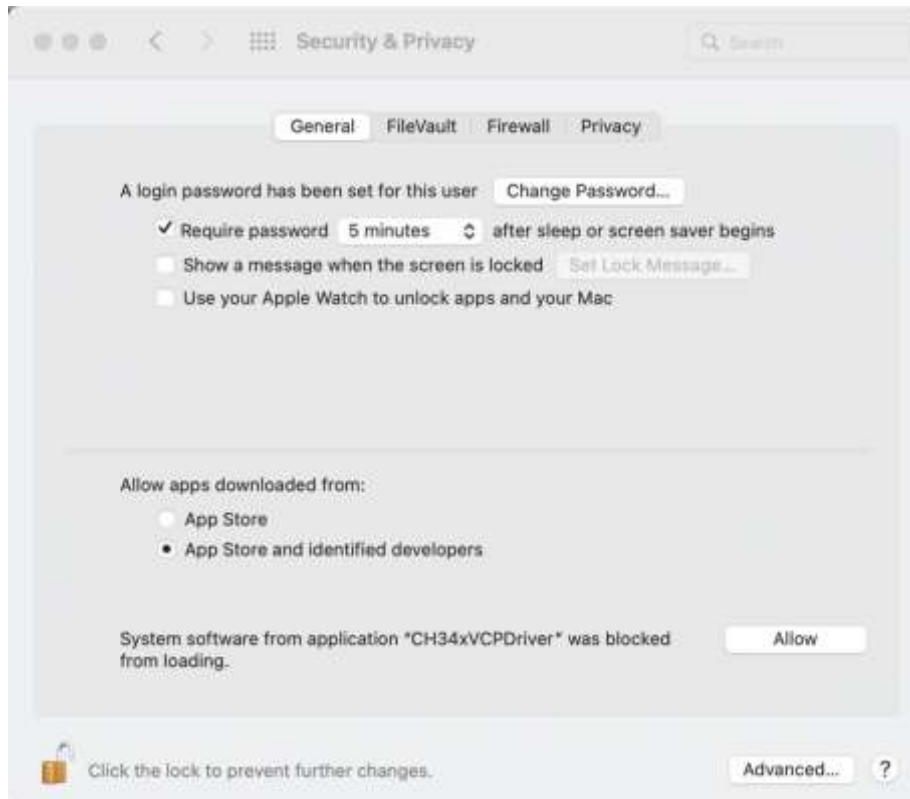 Security & Privacy
Search
General FileVault Firewall Privacy
A login password has been set for this user Change Password...
Require password 5 minutes after sleep or screen saver begins
Show a message when the screen is locked Set Lock Message...
Use your Apple Watch to unlock apps and your Mac
Allow apps downloaded from:
App Store
App Store and identified developers
System software from application "CH34xVCPDriver" was blocked Allow
from loading.
Click the lock to prevent further changes. Advanced... ?